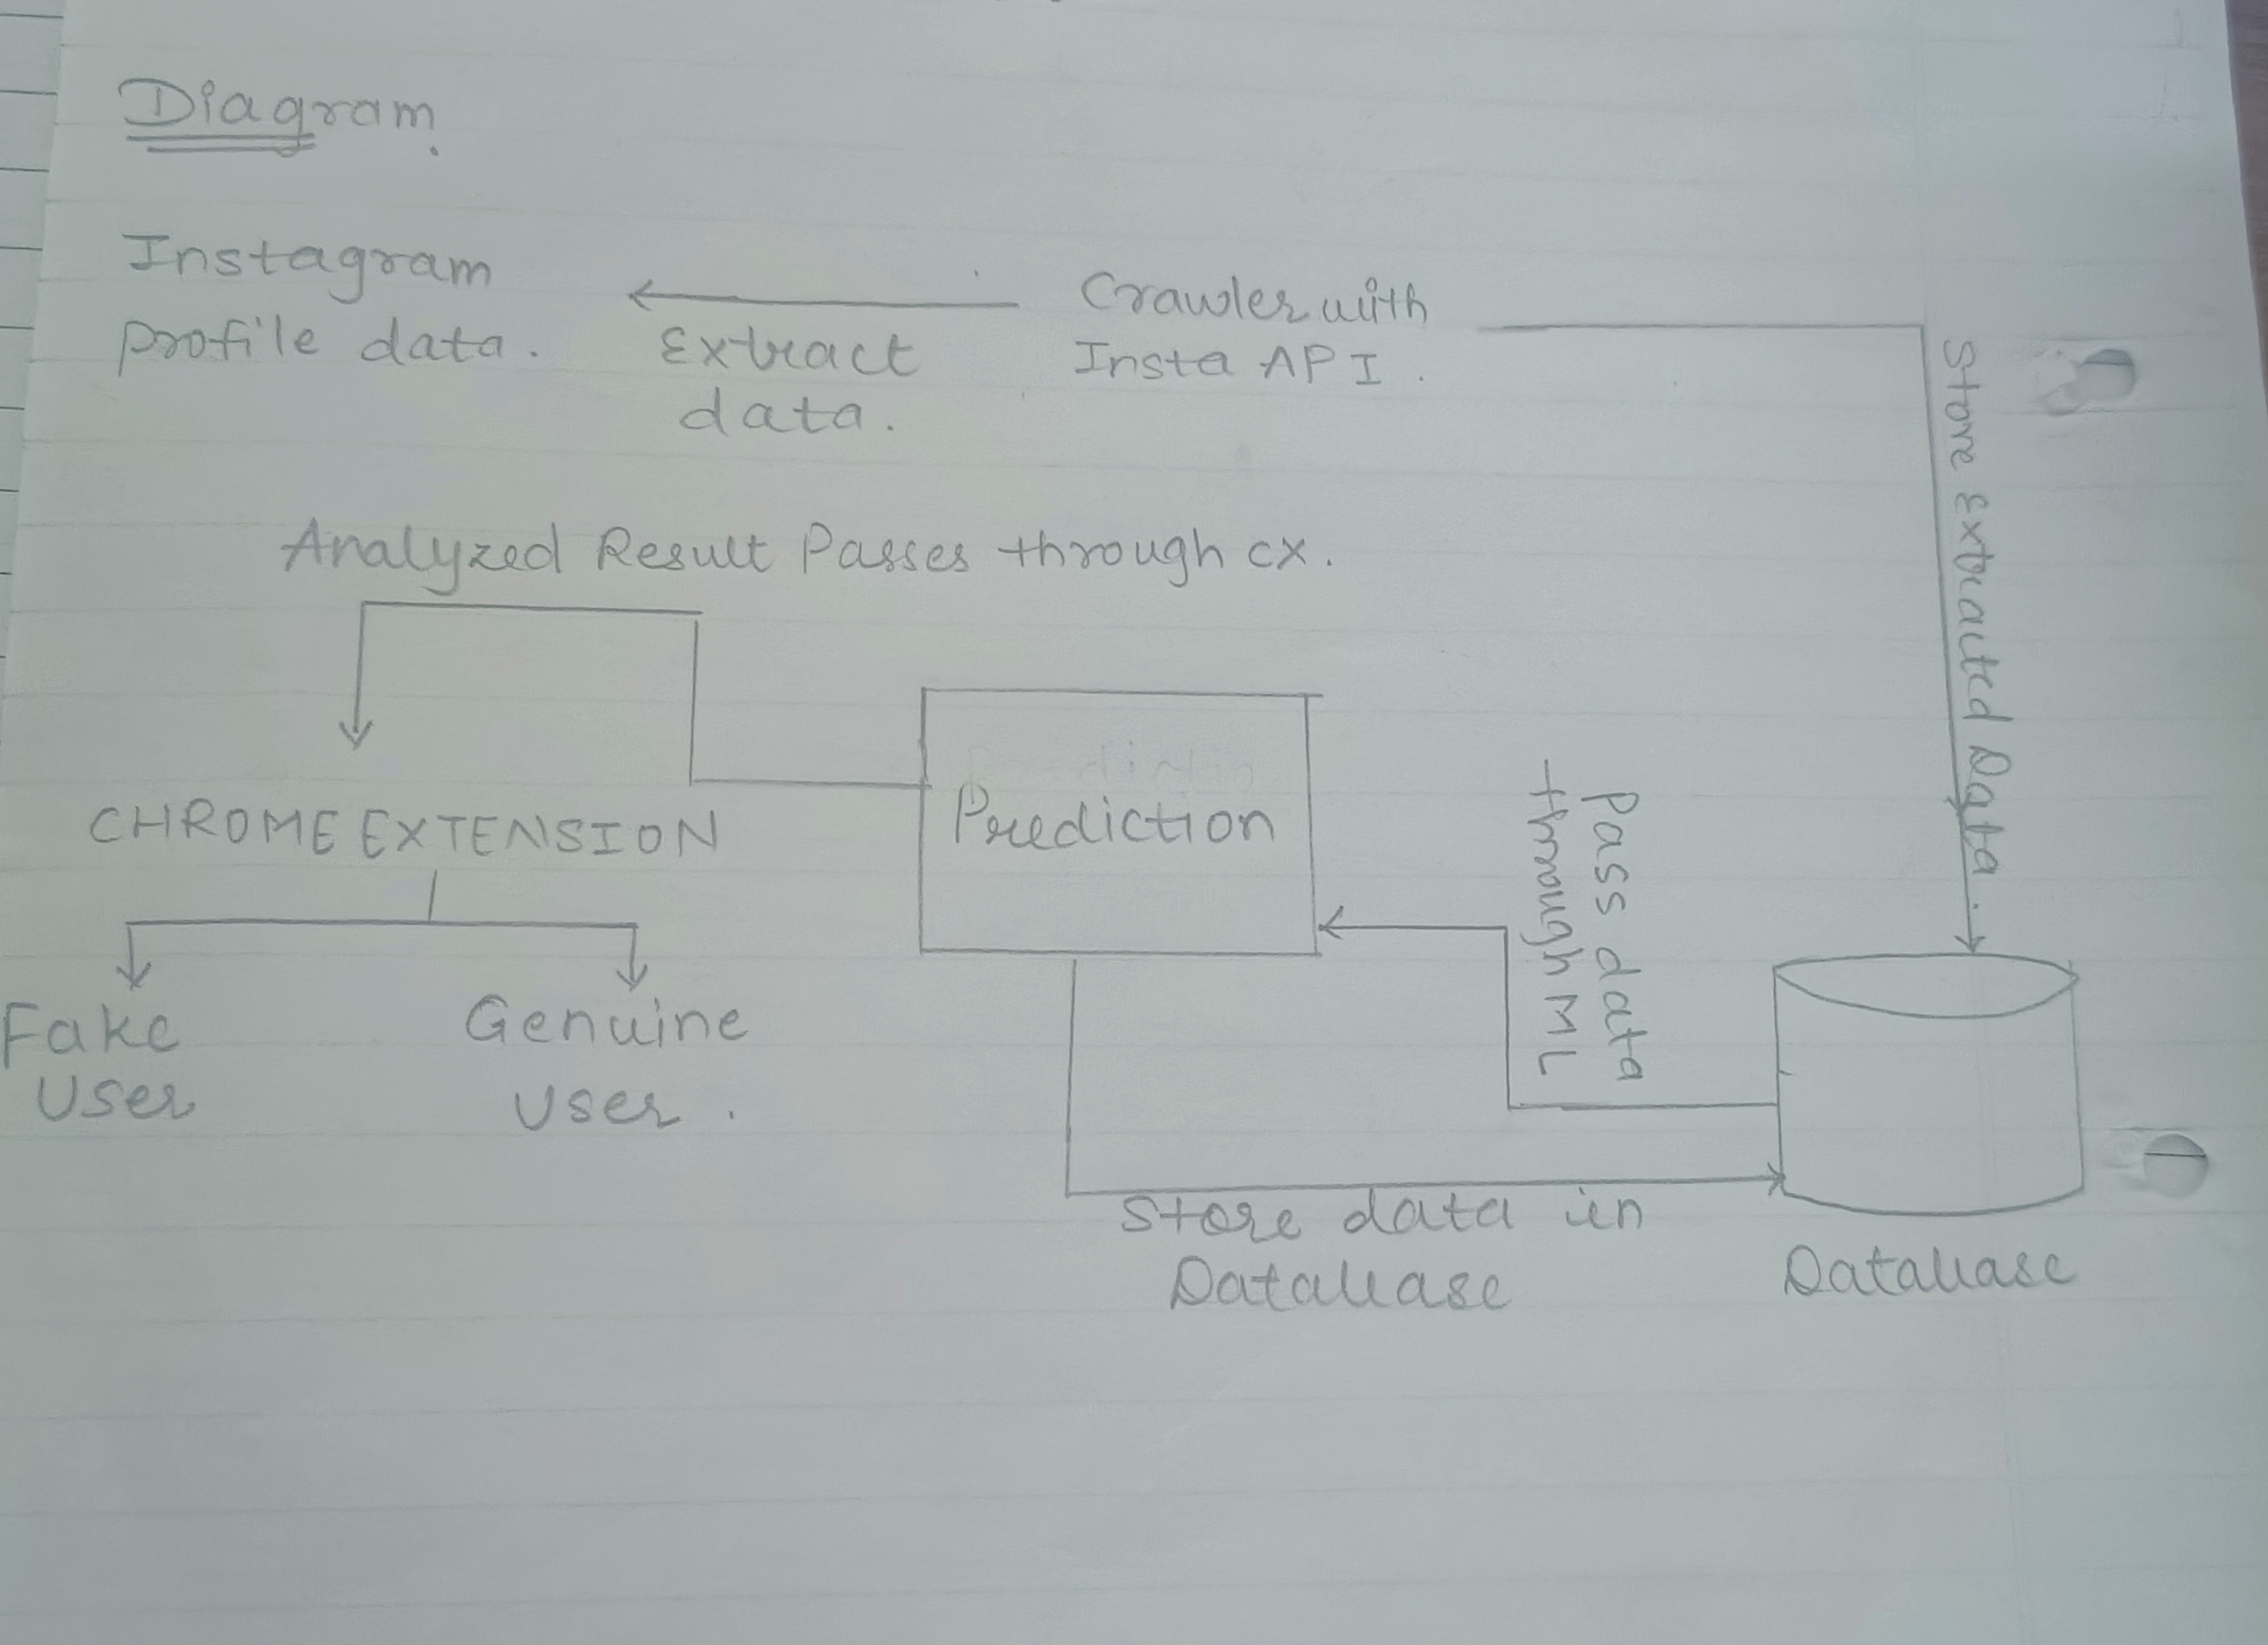 Diagram.
Instagram
profile data.
Extract
data.
Crawler with
Insta API.
Store Extracted Data.
Analyzed Result Passes through cx.
CHROME EXTENSION
Prediction
Pass data
through ML
Fake
User
Genuine
User.
Store data in
Database
Database